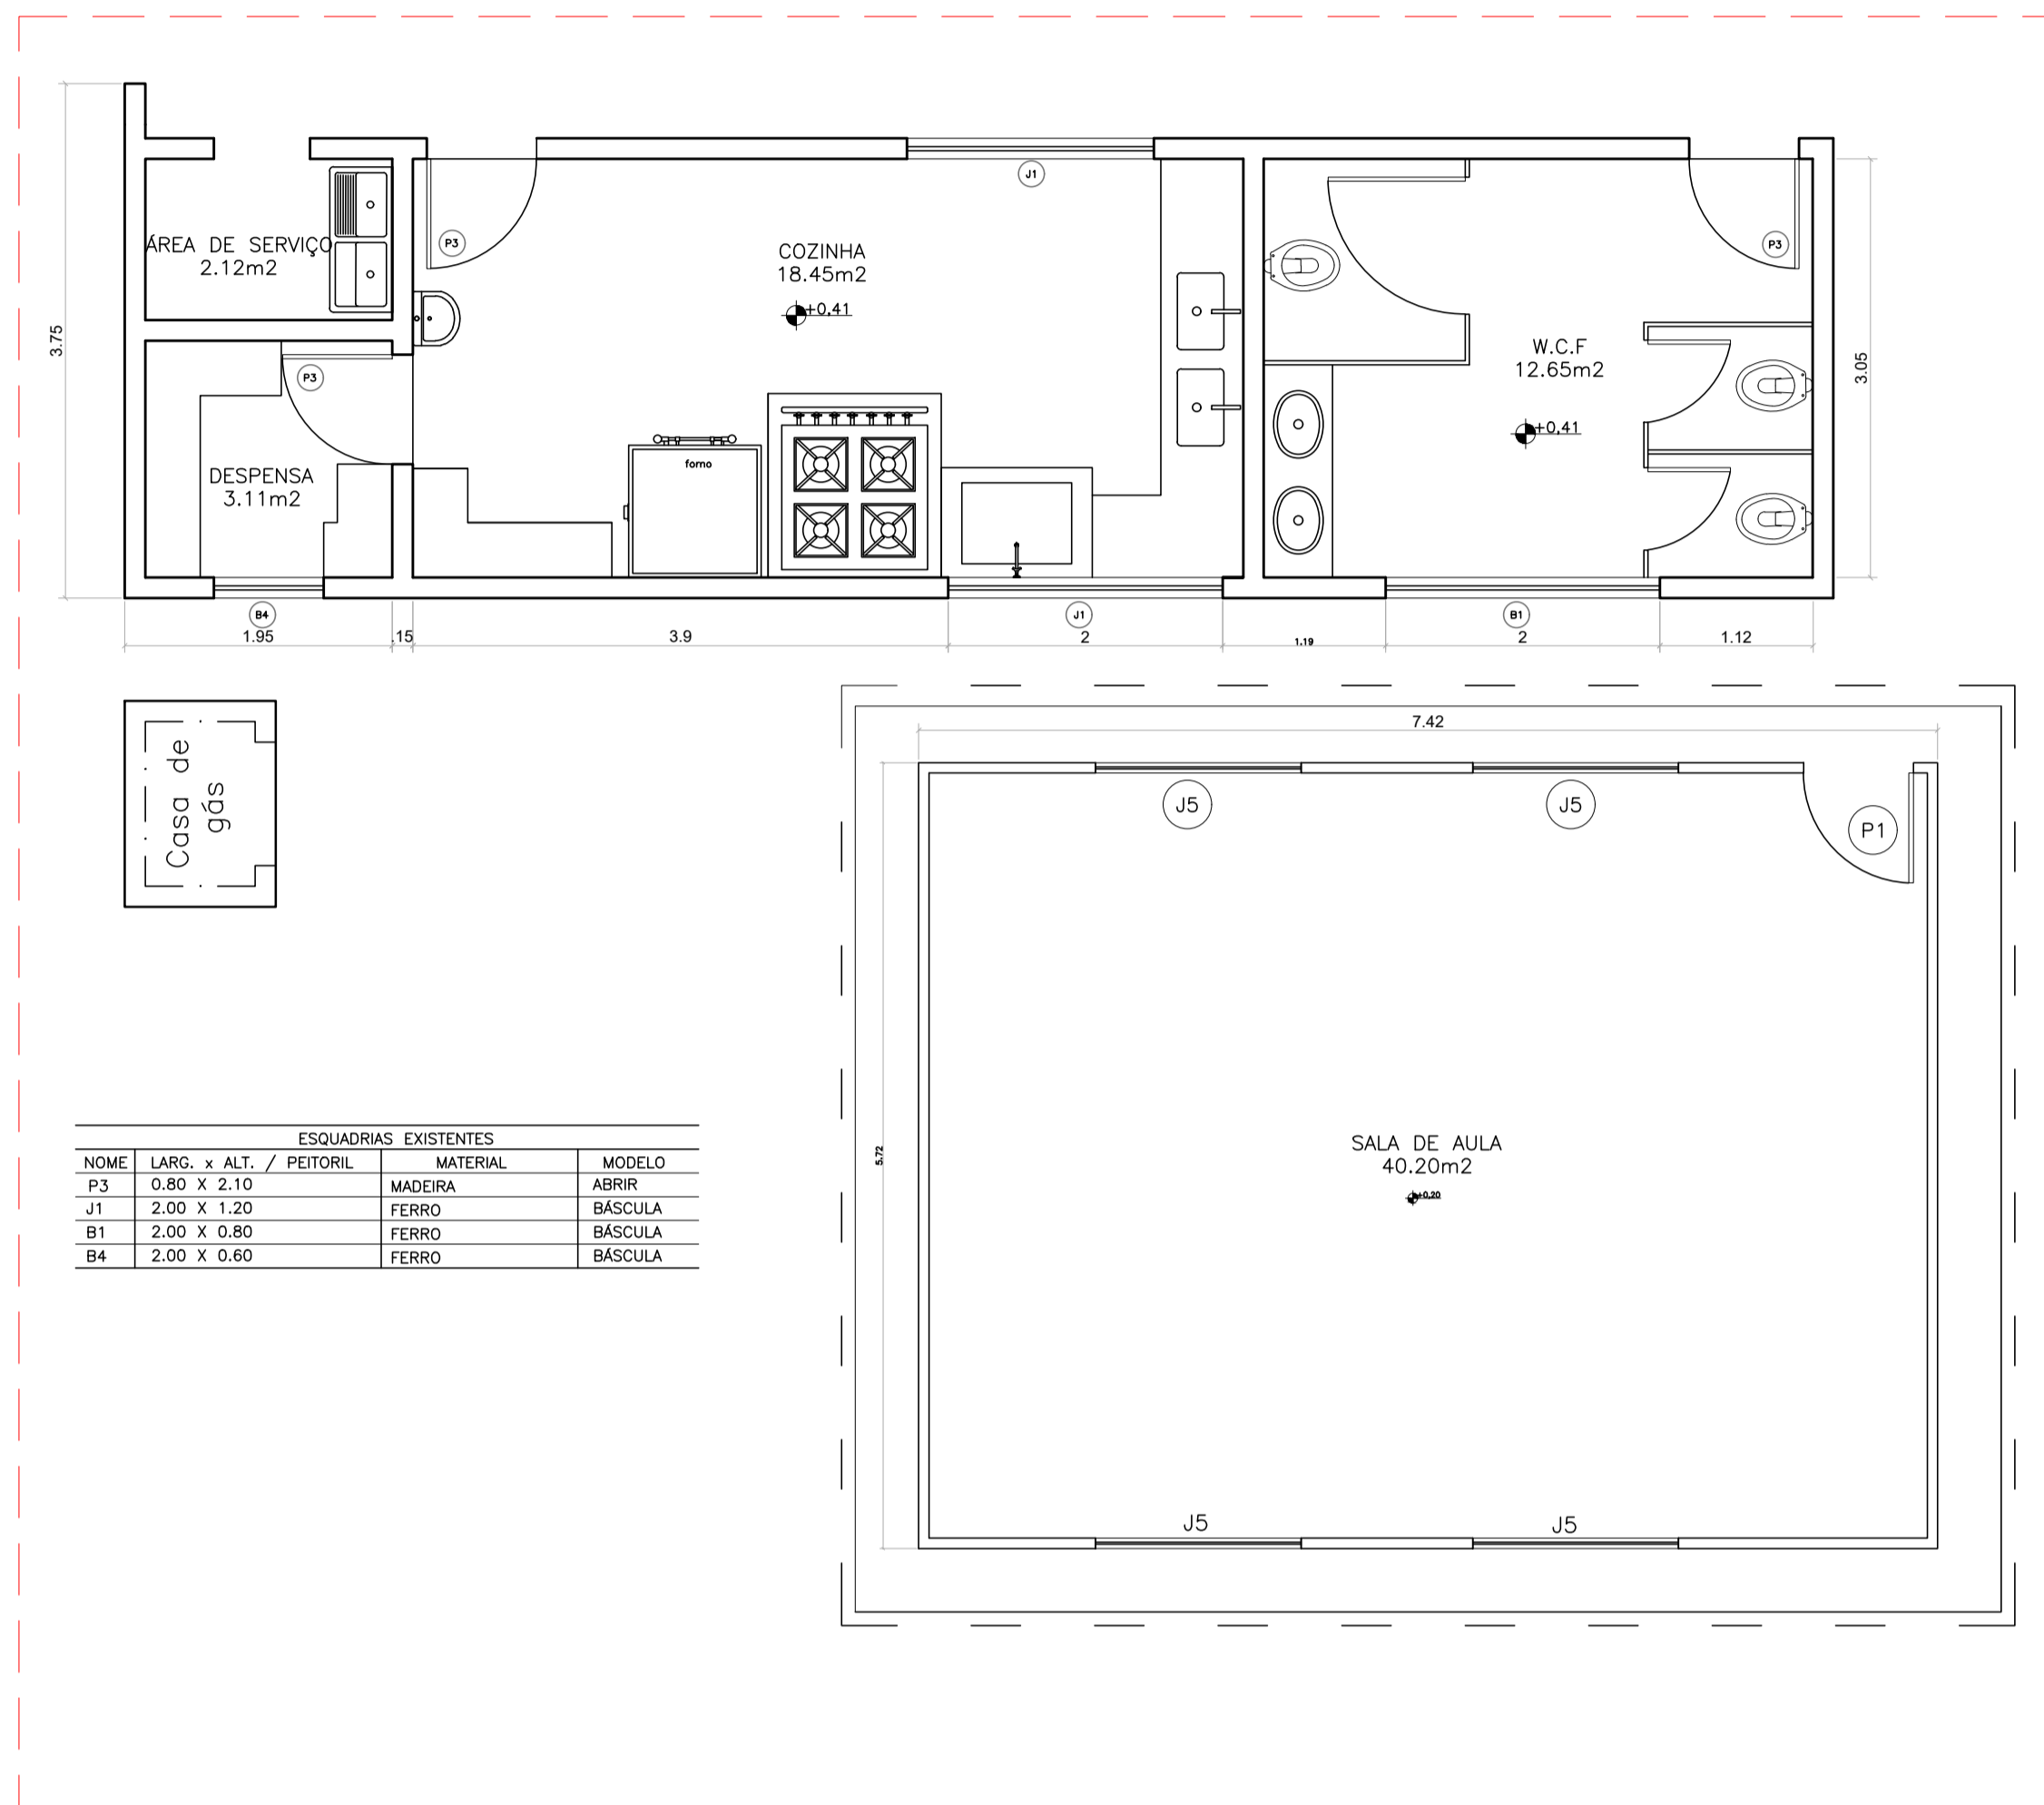 J1
P3
P3
ÁREA DE SERVIÇO
2.12m2
COZINHA
18.45m2
+0,41
3.75
3.05
W.C.F
12.65m2
P3
+0,41
DESPENSA
3.11m2
forno
B4
J1
B1
1.95
.15
3.9
2
1.19
2
1.12
Casa de
gás
7.42
J5
J5
P1
5.72
SALA DE AULA
40.20m2
+0,20
J5
J5
ESQUADRIAS EXISTENTES
NOME LARG. x ALT. / PEITORIL MATERIAL MODELO
P3 0.80 X 2.10 MADEIRA ABRIR
J1 2.00 X 1.20 FERRO BÁSCULA
B1 2.00 X 0.80 FERRO BÁSCULA
B4 2.00 X 0.60 FERRO BÁSCULA